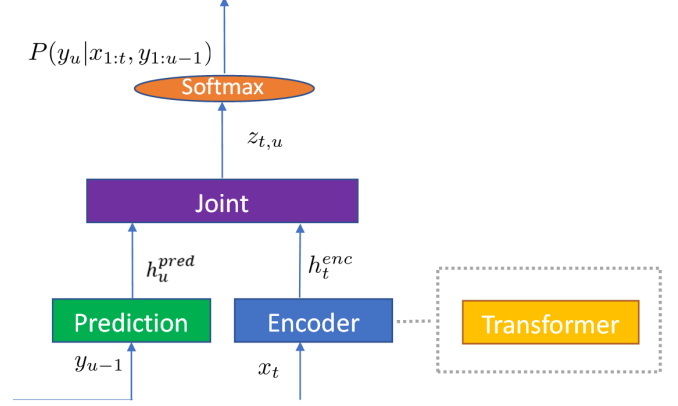 P(y_u|x_{1:t}, y_{1:u-1})
Softmax
z_{t,u}
Joint
h_u^{pred}
h_t^{enc}
Prediction
Encoder
Transformer
y_{u-1}
x_t